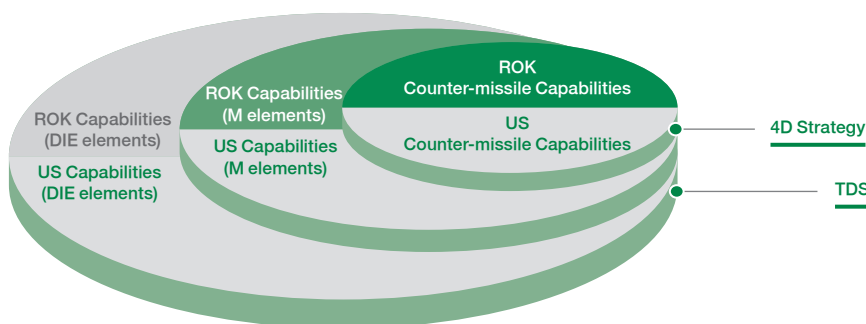 ROK
Counter-missile Capabilities
US
Counter-missile Capabilities
ROK Capabilities
(M elements)
US Capabilities
(M elements)
ROK Capabilities
(DIE elements)
US Capabilities
(DIE elements)
4D Strategy
TDS